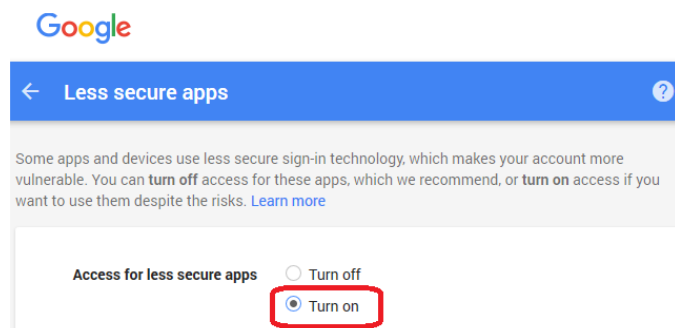 Google
Less secure apps
Some apps and devices use less secure sign-in technology, which makes your account more
vulnerable. You can turn off access for these apps, which we recommend, or turn on access if you
want to use them despite the risks. Learn more
Access for less secure apps
Turn off
Turn on